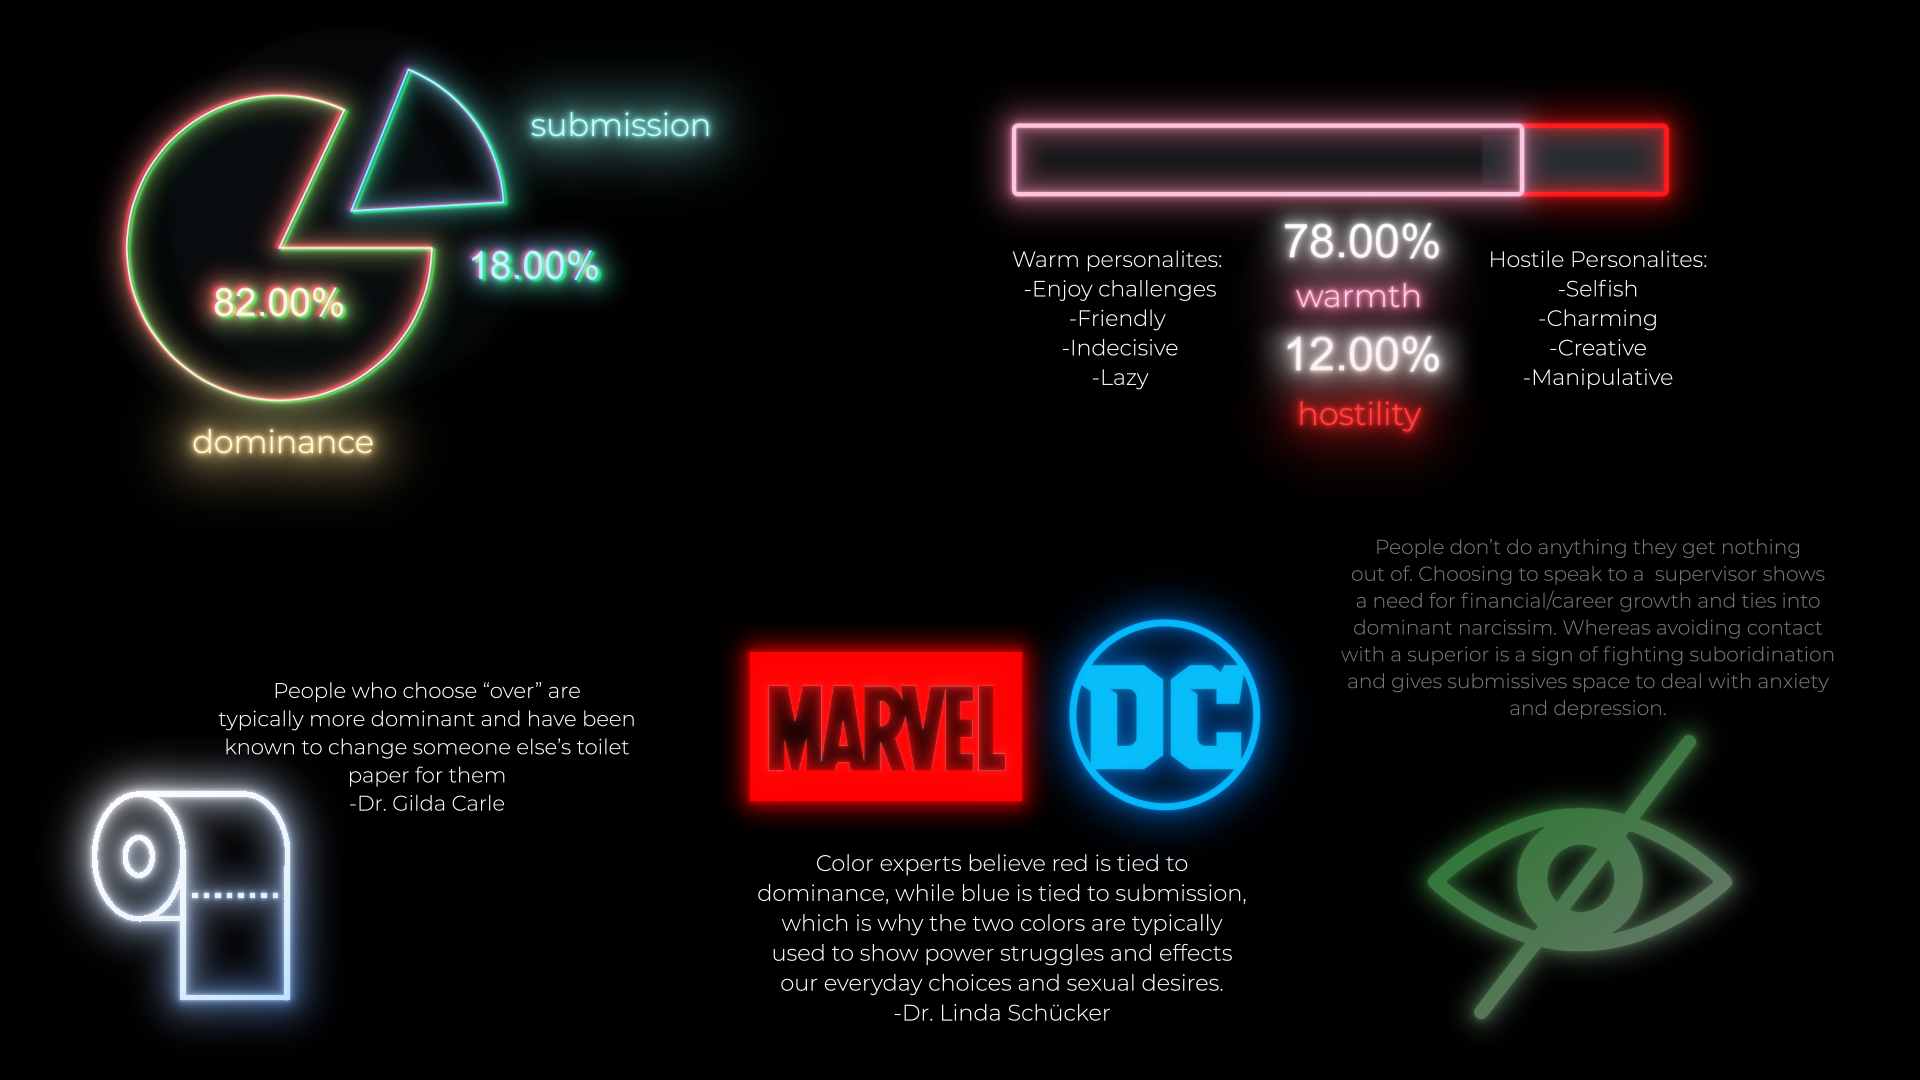 submission
18.00%
82.00%
dominance
78.00%
warmth
12.00%
hostility
Warm personalites:
-Enjoy challenges
-Friendly
-Indecisive
-Lazy
Hostile Personalites:
-Selfish
-Charming
-Creative
-Manipulative
People who choose “over” are
typically more dominant and have been
known to change someone else’s toilet
paper for them
-Dr. Gilda Carle
MARVEL
DC
Color experts believe red is tied to
dominance, while blue is tied to submission,
which is why the two colors are typically
used to show power struggles and effects
our everyday choices and sexual desires.
-Dr. Linda Schücker
People don’t do anything they get nothing
out of. Choosing to speak to a  supervisor shows
a need for financial/career growth and ties into
dominant narcissim. Whereas avoiding contact
with a superior is a sign of fighting suboridination
and gives submissives space to deal with anxiety
and depression.